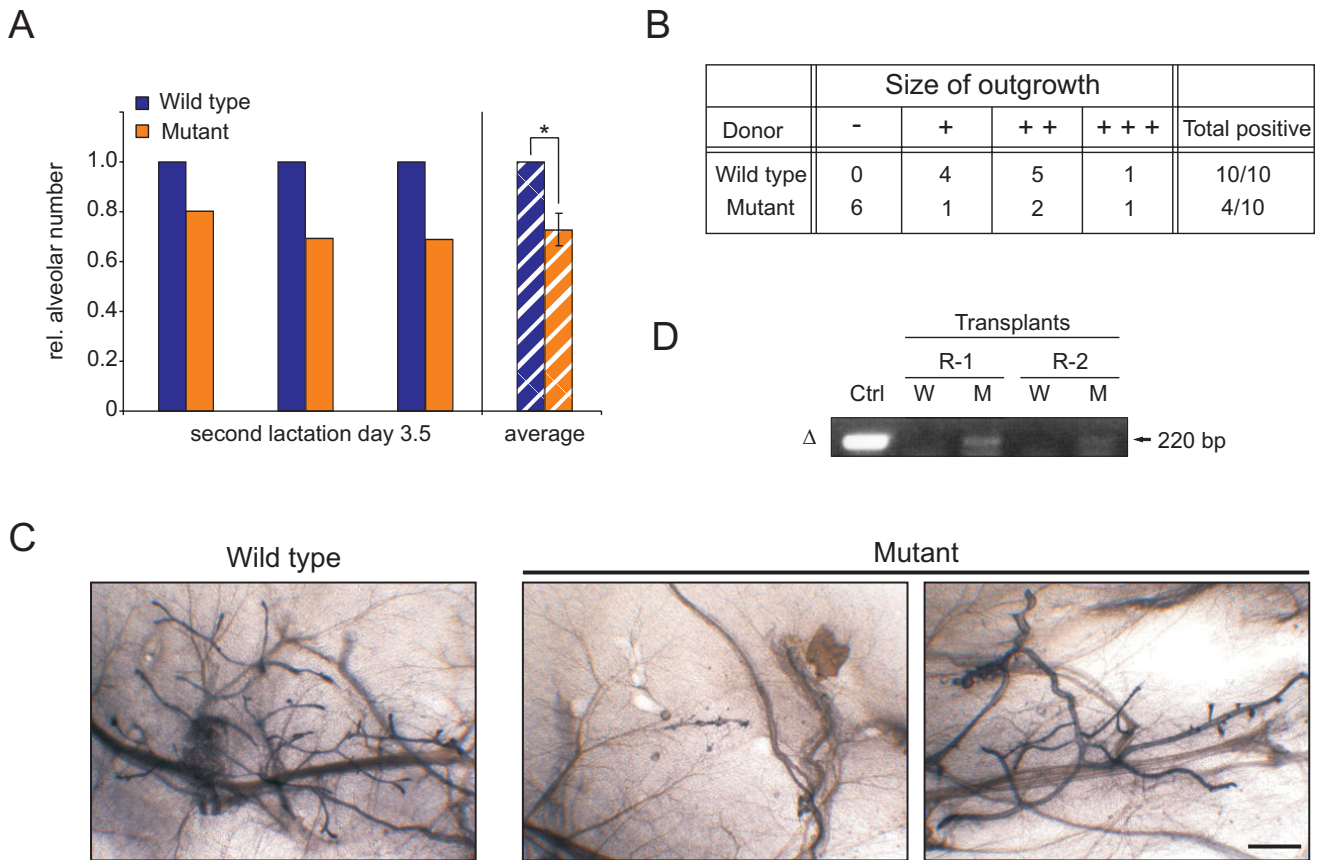 A
Wild type
Mutant
*
rel. alveolar number
1.0
0.8
0.6
0.4
0.2
0
second lactation day 3.5
average
B
Size of outgrowth
Donor - + + + + + + Total positive
Wild type 0 4 5 1 10/10
Mutant 6 1 2 1 4/10
D
Transplants
R-1 R-2
Ctrl W M W M
Δ 220 bp
C
Wild type
Mutant